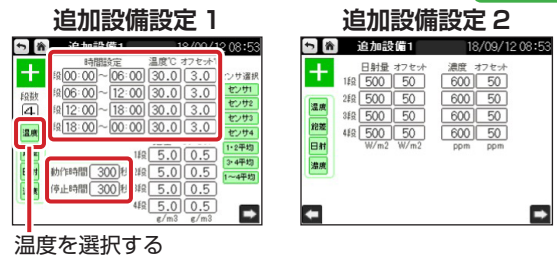 追加設備設定 1
追加設備1 18/09/12 08:53
時間設定 温度℃ オフセット
段 00:00 ~ 06:00 30.0 3.0
段 06:00 ~ 12:00 30.0 3.0
段 12:00 ~ 18:00 30.0 3.0
段 18:00 ~ 00:00 30.0 3.0
段数
4
温度
ンサ選択
センサ1
センサ2
センサ3
センサ4
1・2平均
3・4平均
1~4平均
1段 5.0 0.5
動作時間 300 秒 5.0 0.5
停止時間 300 秒 5.0 0.5
4段 5.0 0.5
g/m3 g/m3
温度を選択する
追加設備設定 2
追加設備1 18/09/12 08:53
日射量 オフセット 濃度 オフセット
1段 500 50 600 50
2段 500 50 600 50
3段 500 50 600 50
4段 500 50 600 50
W/m2 W/m2 ppm ppm
温度
飽差
日射
濃度